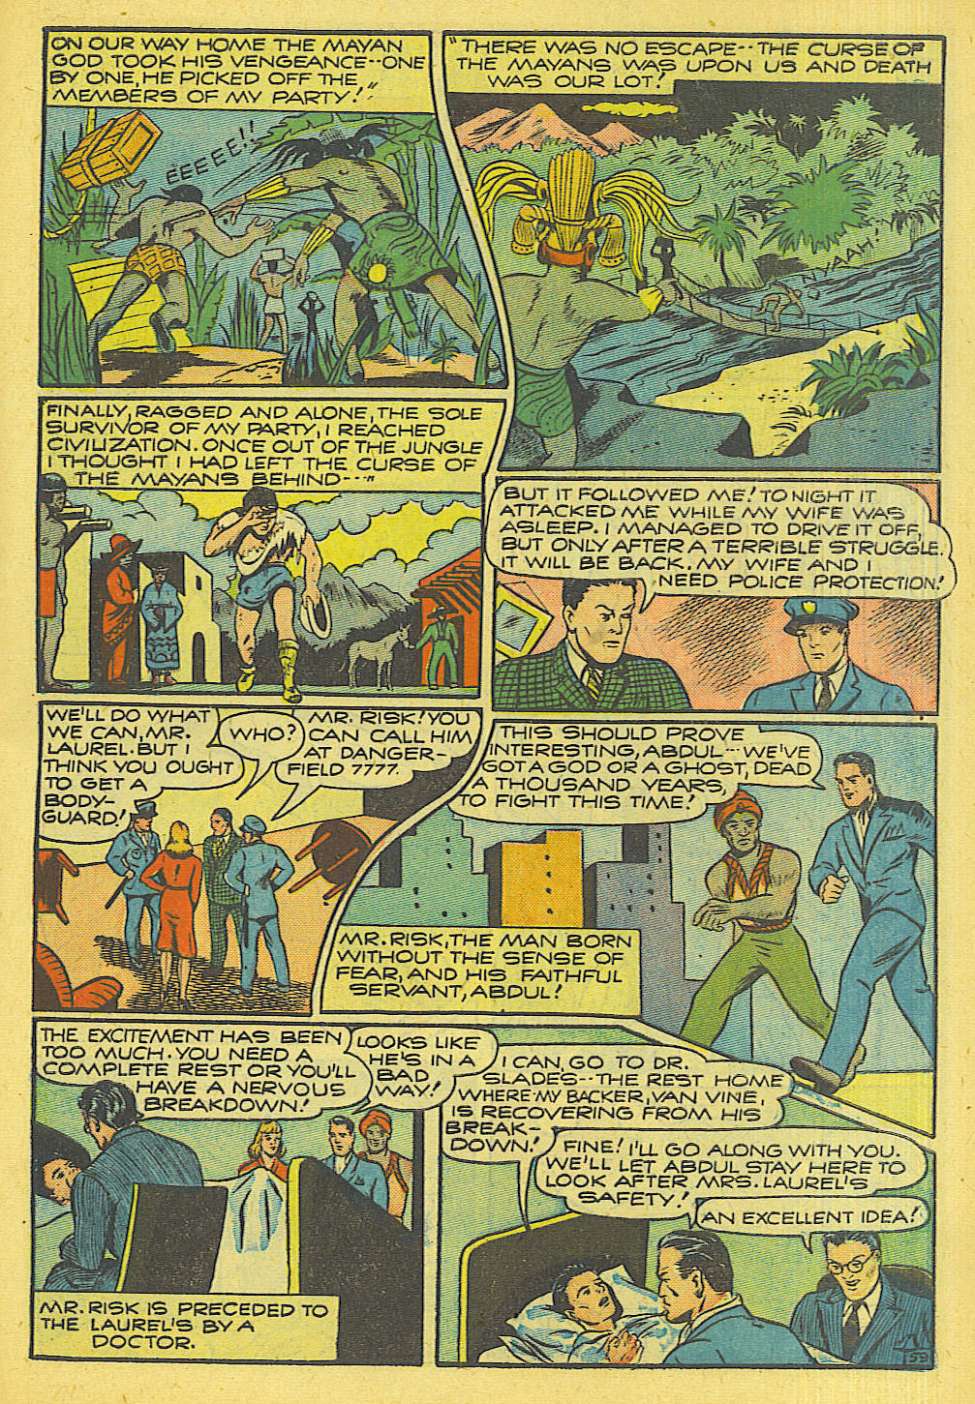 ON OUR WAY HOME THE MAYAN
GOD TOOK HIS VENGEANCE--ONE
BY ONE, HE PICKED OFF THE
MEMBERS OF MY PARTY!"
EEEEE!!
"THERE WAS NO ESCAPE--THE CURSE OF
THE MAYANS WAS UPON US AND DEATH
WAS OUR LOT!
NYAAH!
FINALLY, RAGGED AND ALONE, THE SOLE
SURVIVOR OF MY PARTY, I REACHED
CIVILIZATION. ONCE OUT OF THE JUNGLE
I THOUGHT I HAD LEFT THE CURSE OF
THE MAYANS BEHIND---"
BUT IT FOLLOWED ME! TO NIGHT IT
ATTACKED ME WHILE MY WIFE WAS
ASLEEP. I MANAGED TO DRIVE IT OFF,
BUT ONLY AFTER A TERRIBLE STRUGGLE.
IT WILL BE BACK. MY WIFE AND I
NEED POLICE PROTECTION!
WE'LL DO WHAT
WE CAN, MR.
LAUREL. BUT I
THINK YOU OUGHT
TO GET A
BODY-
GUARD!
WHO?
MR. RISK! YOU
CAN CALL HIM
AT DANGER-
FIELD 7777.
THIS SHOULD PROVE
INTERESTING, ABDUL--WE'VE
GOT A GOD OR A GHOST, DEAD
A THOUSAND YEARS,
TO FIGHT THIS TIME!
MR. RISK, THE MAN BORN
WITHOUT THE SENSE OF
FEAR, AND HIS FAITHFUL
SERVANT, ABDUL!
THE EXCITEMENT HAS BEEN
TOO MUCH. YOU NEED A
COMPLETE REST OR YOU'LL
HAVE A NERVOUS
BREAKDOWN!
LOOKS LIKE
HE'S IN A
BAD
WAY!
MR. RISK IS PRECEDED TO
THE LAUREL'S BY A
DOCTOR.
I CAN, GO TO DR.
SLADES--THE REST HOME
WHERE MY BACKER, VAN VINE,
IS RECOVERING FROM HIS
BREAK-
DOWN!
FINE! I'LL GO ALONG WITH YOU.
WE'LL LET ABDUL STAY HERE TO
LOOK AFTER MRS. LAUREL'S
SAFETY!
AN EXCELLENT IDEA!
59